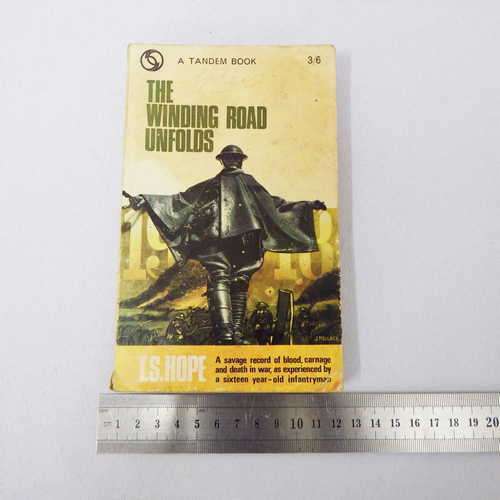 A TANDEM BOOK 3/6
THE
WINDING ROAD
UNFOLDS
1918
J.POLLACK
T.S.HOPE
A savage record of blood, carnage
and death in war, as experienced by
a sixteen year-old infantryman
1 2 3 4 5 6 7 8 9 10 11 12 13 14 15 16 17 18 19 20